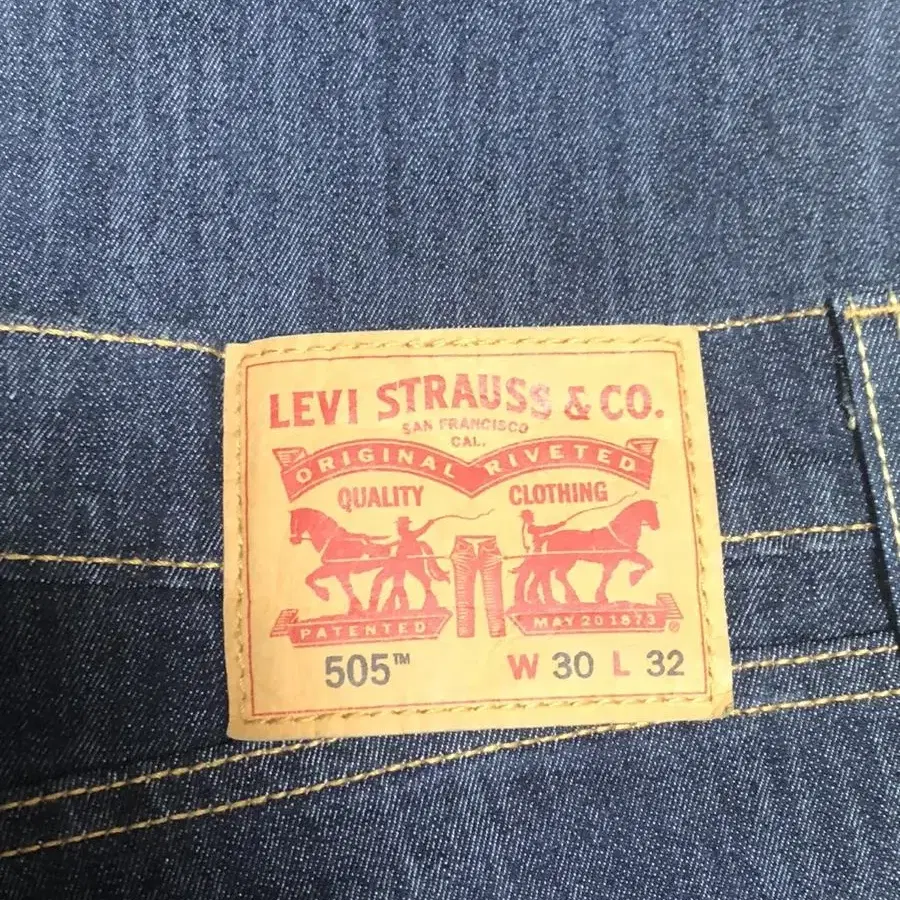 LEVI STRAUSS & CO.
SAN FRANCISCO
CAL.
ORIGINAL RIVETED
QUALITY CLOTHING
PATENTED MAY 20 1873 ®
505™ W 30 L 32